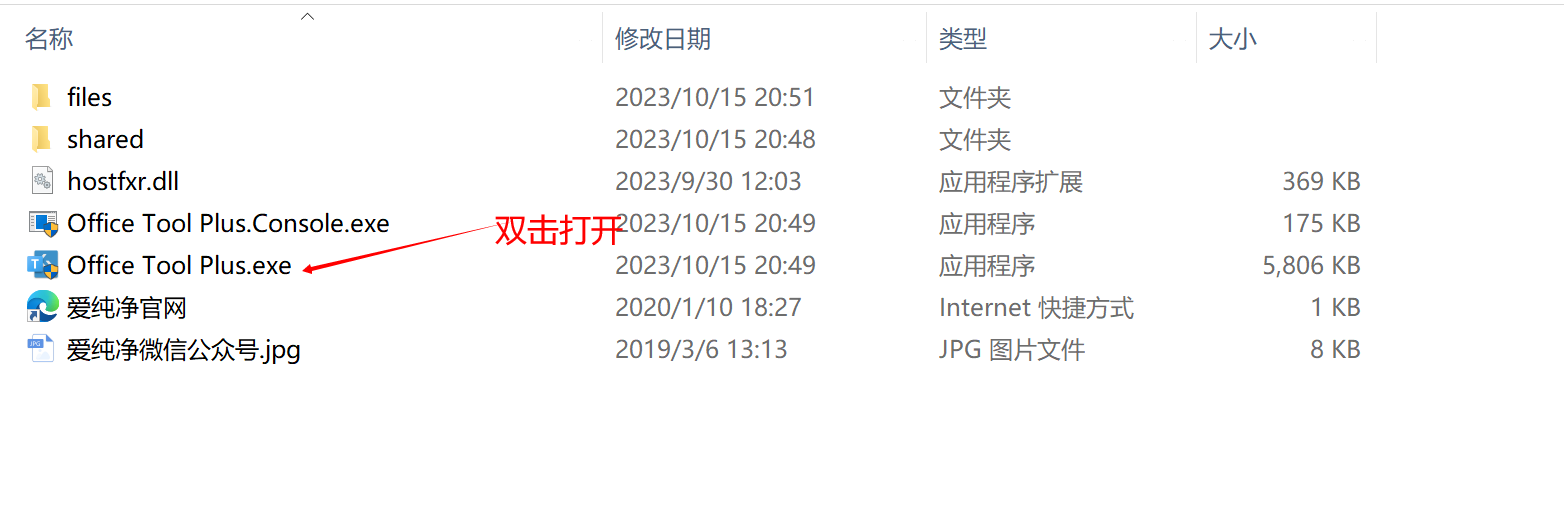 名称 修改日期 类型 大小
files 2023/10/15 20:51 文件夹
shared 2023/10/15 20:48 文件夹
hostfxr.dll 2023/9/30 12:03 应用程序扩展 369 KB
Office Tool Plus.Console.exe 双击打开 2023/10/15 20:49 应用程序 175 KB
Office Tool Plus.exe 2023/10/15 20:49 应用程序 5,806 KB
爱纯净官网 2020/1/10 18:27 Internet 快捷方式 1 KB
爱纯净微信公众号.jpg 2019/3/6 13:13 JPG 图片文件 8 KB